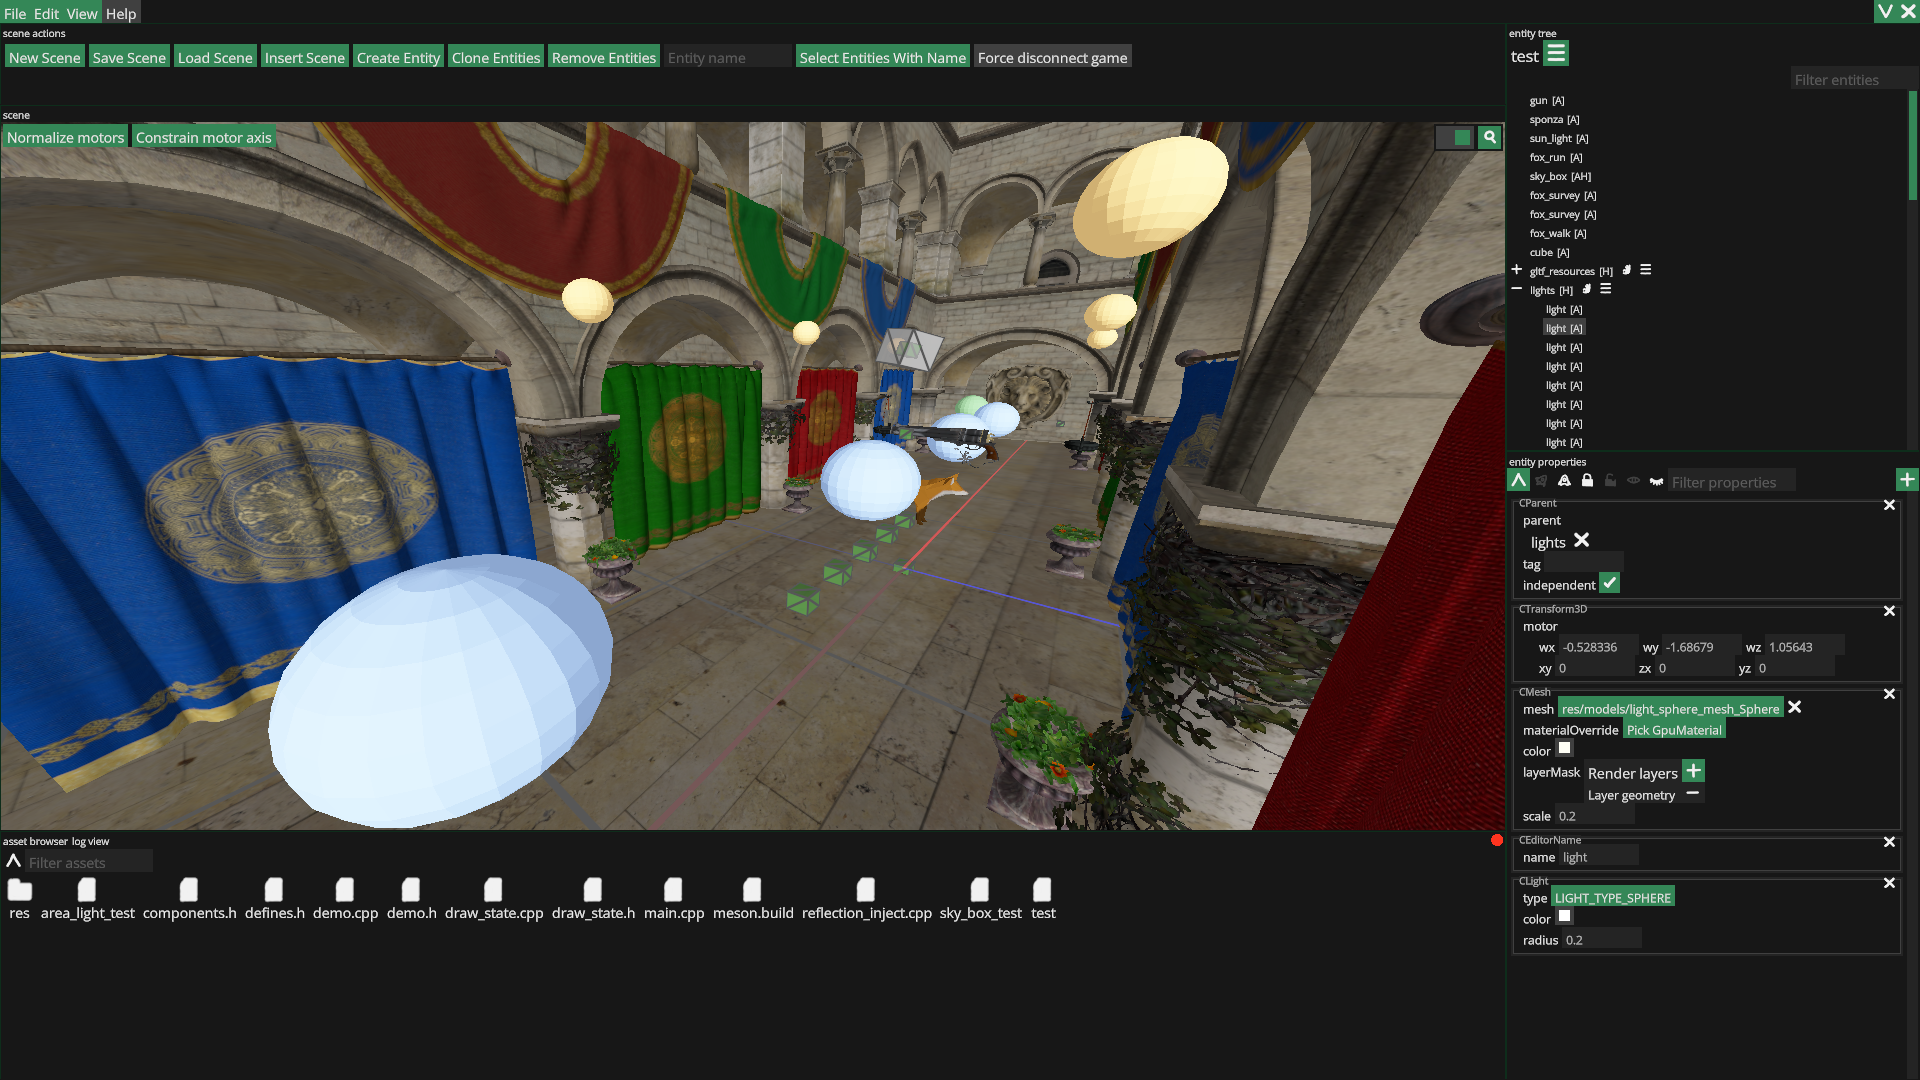 File Edit View Help
scene actions
New Scene Save Scene Load Scene Insert Scene Create Entity Clone Entities Remove Entities Entity name Select Entities With Name Force disconnect game
scene
Normalize motors Constrain motor axis
entity tree
test
Filter entities
gun [A]
sponza [A]
sun_light [A]
fox_run [A]
sky_box [AH]
fox_survey [A]
fox_survey [A]
fox_walk [A]
cube [A]
gltf_resources [H]
lights [H]
light [A]
light [A]
light [A]
light [A]
light [A]
light [A]
light [A]
light [A]
entity properties
Filter properties
CParent
parent
lights
tag
independent
CTransform3D
motor
wx -0.528336 wy -1.68679 wz 1.05643
xy 0 zx 0 yz 0
CMesh
mesh res/models/light_sphere_mesh_Sphere
materialOverride Pick GpuMaterial
color
layerMask Render layers
Layer geometry
scale 0.2
CEditorName
name light
CLight
type LIGHT_TYPE_SPHERE
color
radius 0.2
asset browser log view
Filter assets
res area_light_test components.h defines.h demo.cpp demo.h draw_state.cpp draw_state.h main.cpp meson.build reflection_inject.cpp sky_box_test test